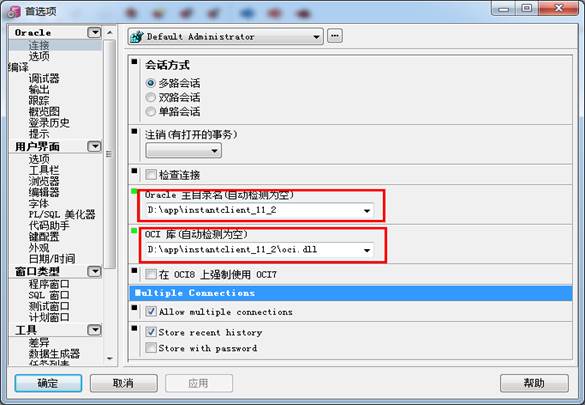 首选项
Oracle
连接
选项
编译
调试器
输出
跟踪
概览图
登录历史
提示
用户界面
选项
工具栏
浏览器
编辑器
字体
PL/SQL 美化器
代码助手
键配置
外观
日期/时间
窗口类型
程序窗口
SQL 窗口
测试窗口
计划窗口
工具
差异
数据生成器
任务列表
Default Administrator
会话方式
多路会话
双路会话
单路会话
注销(有打开的事务)
检查连接
Oracle 主目录名(自动检测为空)
D:\app\instantclient_11_2
OCI 库(自动检测为空)
D:\app\instantclient_11_2\oci.dll
在 OCI8 上强制使用 OCI7
Multiple Connections
Allow multiple connections
Store recent history
Store with password
确定
取消
应用
帮助